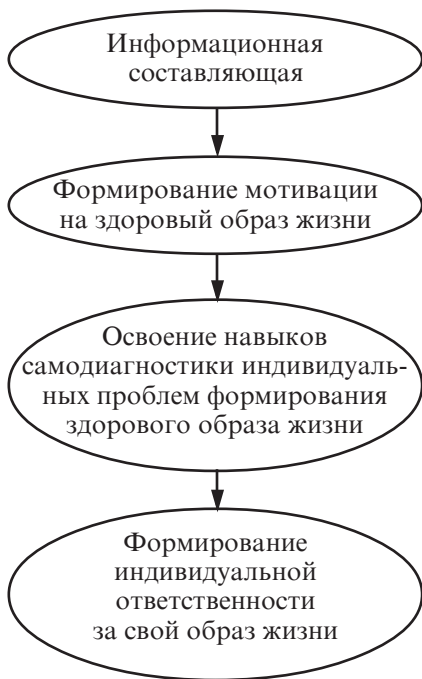 Информационная
составляющая
Формирование мотивации
на здоровый образ жизни
Освоение навыков
самодиагностики индивидуаль-
ных проблем формирования
здорового образа жизни
Формирование
индивидуальной
ответственности
за свой образ жизни